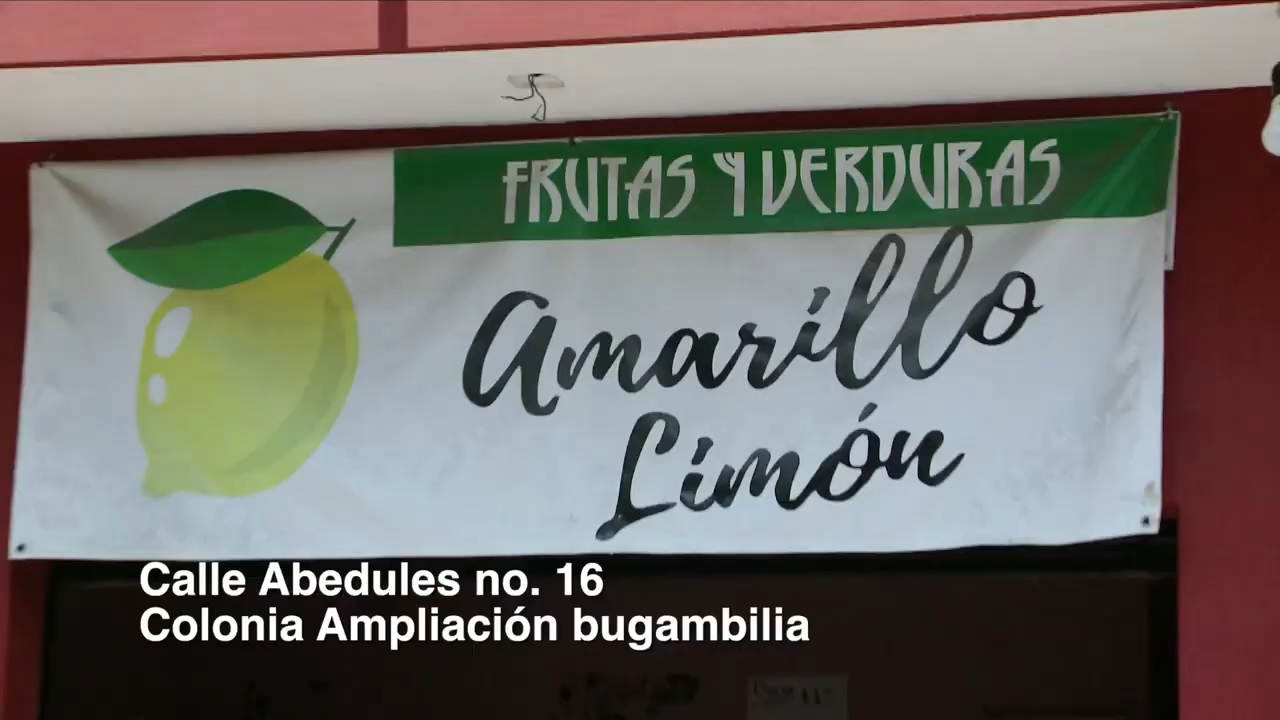 FRUTAS Y VERDURAS
Amarillo
Limón
Calle Abedules no. 16
Colonia Ampliación bugambilia